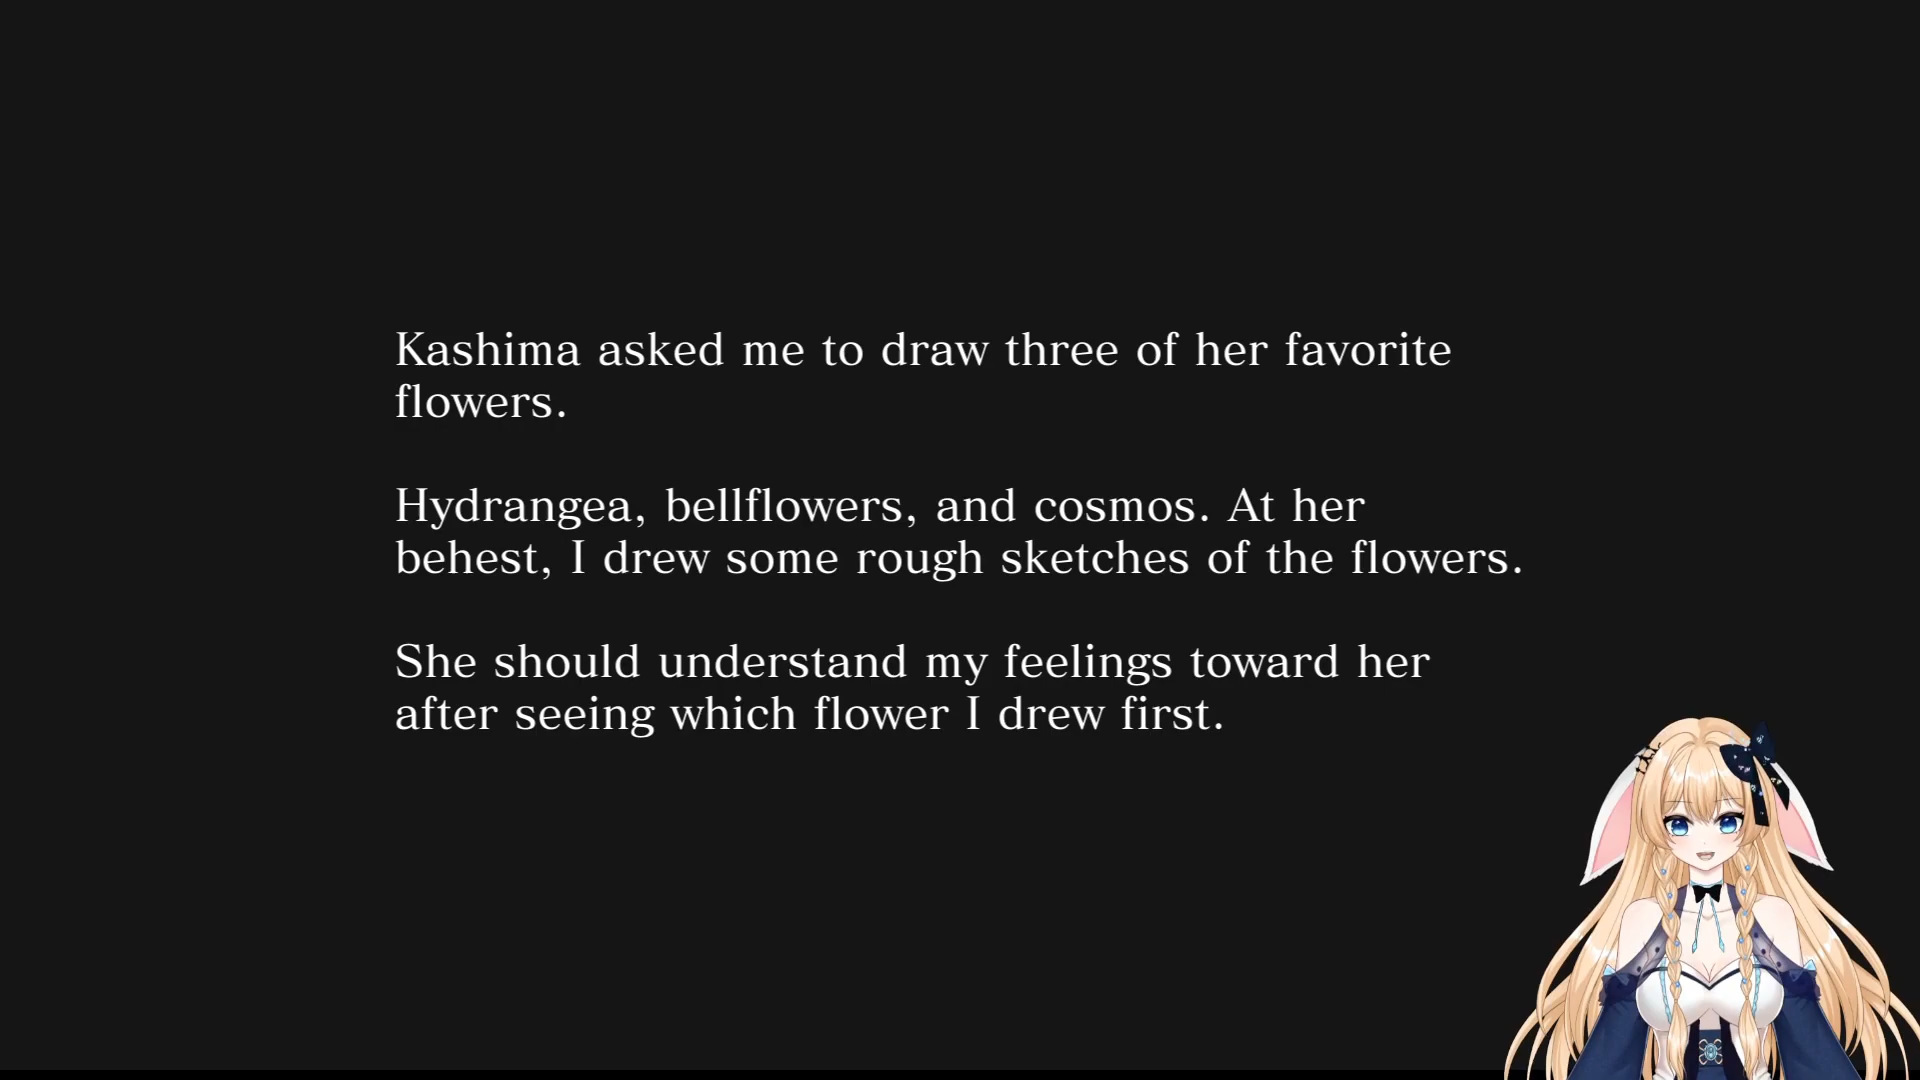 Kashima asked me to draw three of her favorite
flowers.
Hydrangea, bellflowers, and cosmos. At her
behest, I drew some rough sketches of the flowers.
She should understand my feelings toward her
after seeing which flower I drew first.